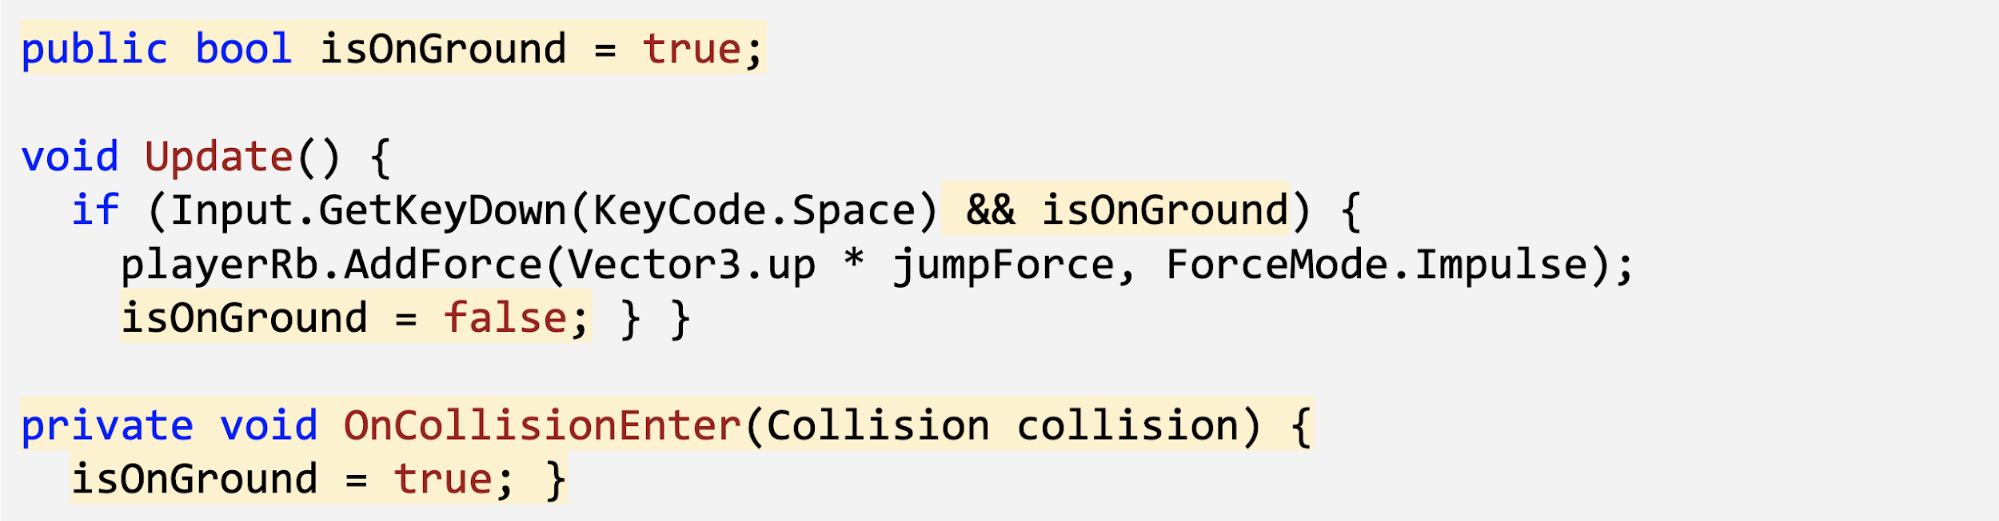 public bool isOnGround = true;
void Update() {
if (Input.GetKeyDown(KeyCode.Space) && isOnGround) {
playerRb.AddForce(Vector3.up * jumpForce, ForceMode.Impulse);
isOnGround = false; } }
private void OnCollisionEnter(Collision collision) {
isOnGround = true; }